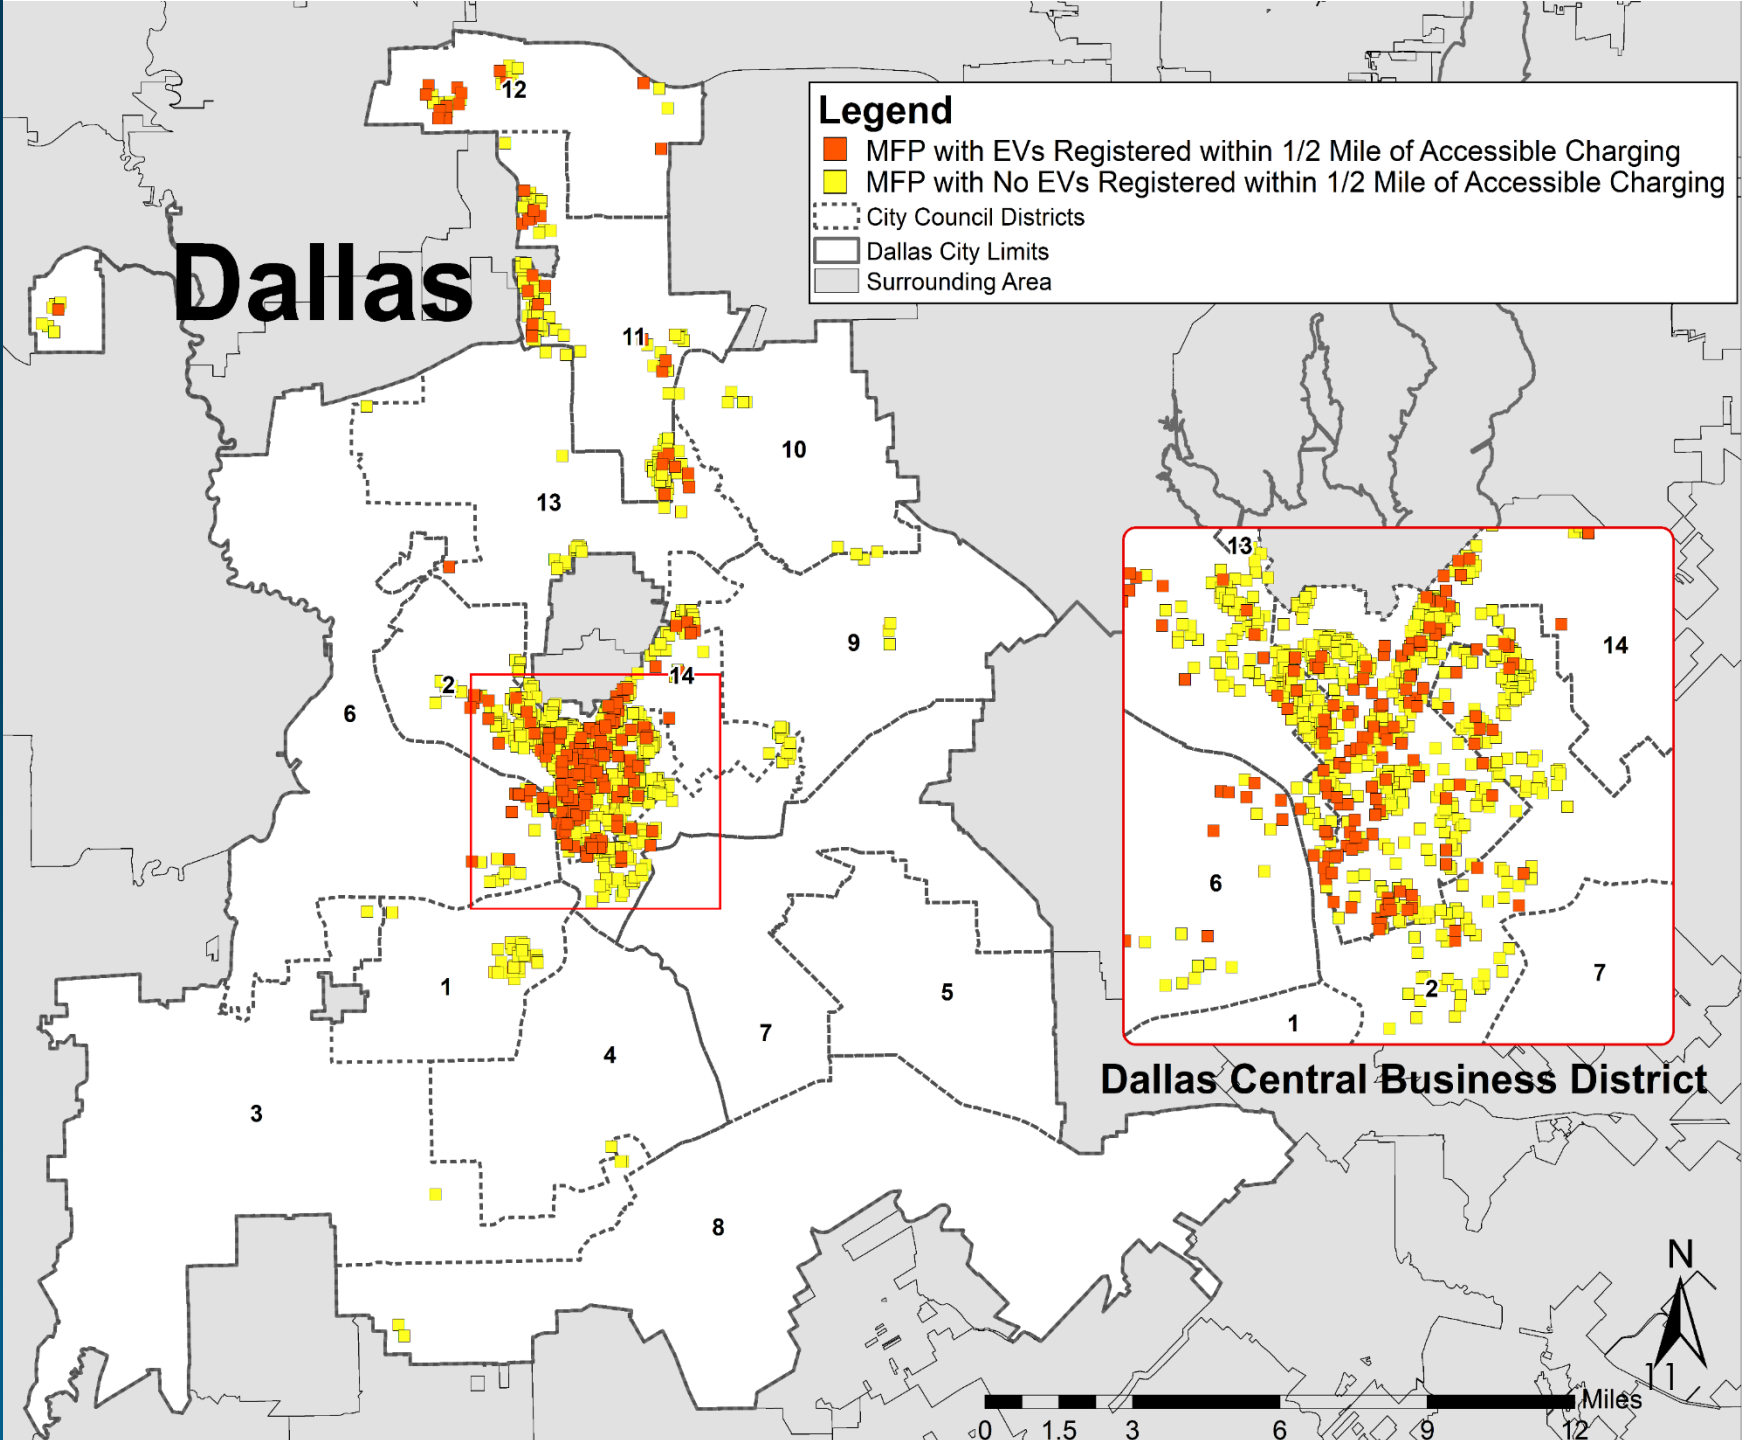 12
Legend
MFP with EVs Registered within 1/2 Mile of Accessible Charging
MFP with No EVs Registered within 1/2 Mile of Accessible Charging
City Council Districts
Dallas City Limits
Surrounding Area
Dallas
11
10
13
13
14
9
14
2
6
6
7
2
1
1
5
7
4
Dallas Central Business District
3
8
N
11
Miles
0 1.5 3 6 9 12